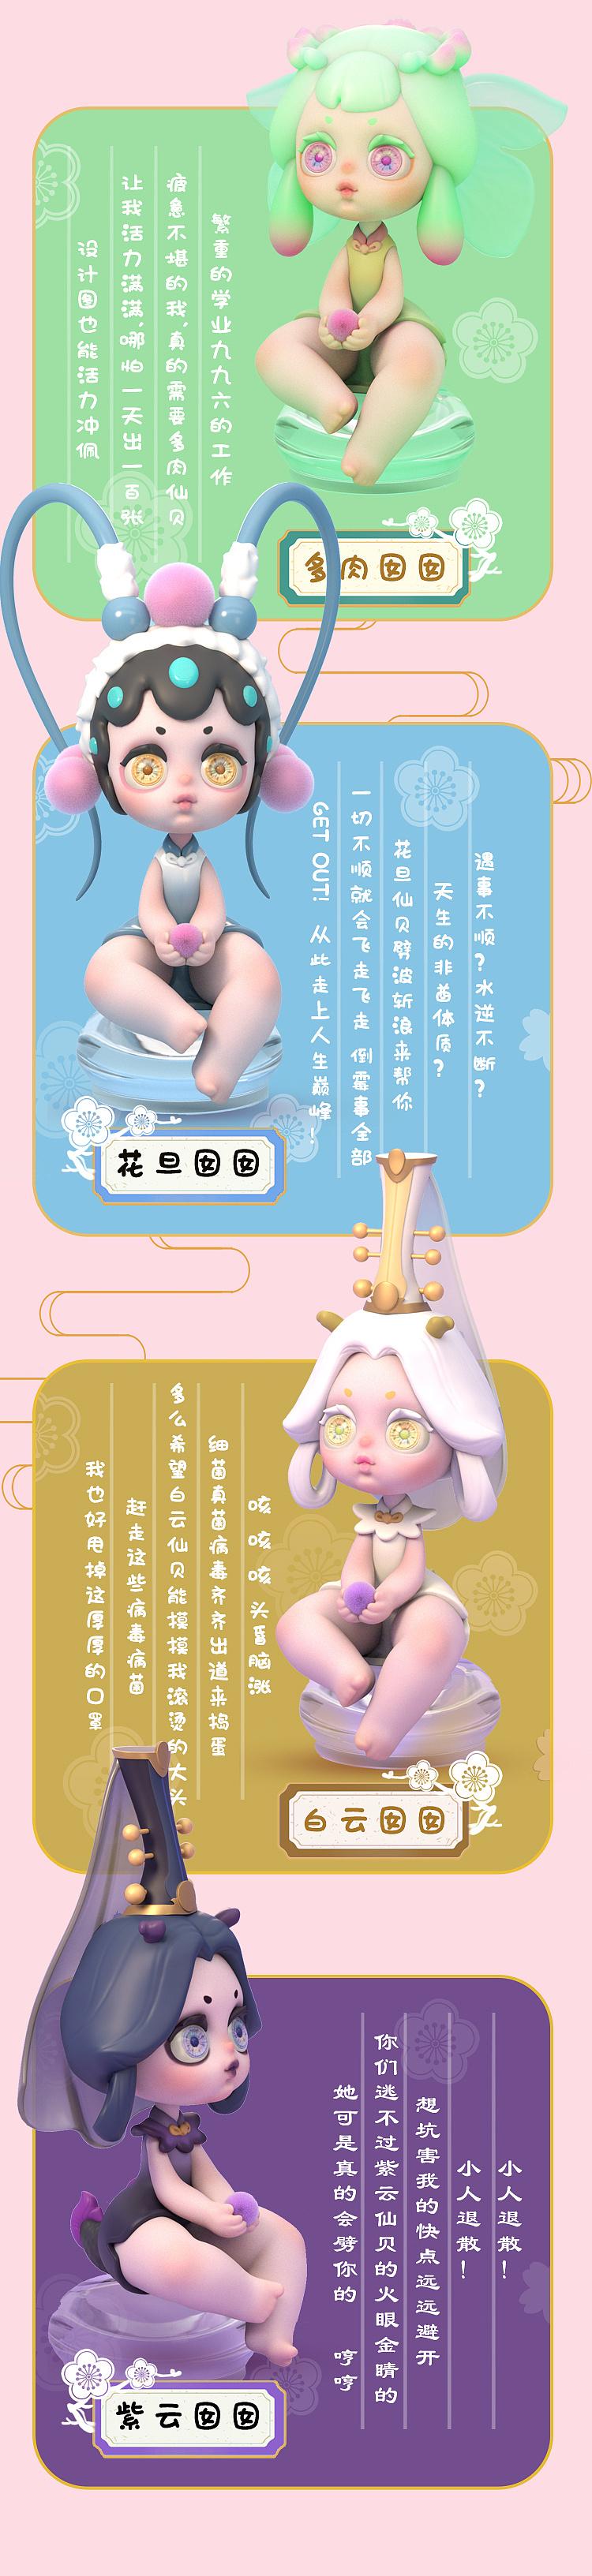 繁重的学业九九六的工作
疲惫不堪的我,真的需要多肉仙贝
让我活力满满,哪怕一天出一百张
设计图也能活力冲佩
多肉囡囡
遇事不顺?水逆不断?
天生的非酋体质?
花旦仙贝劈波斩浪来帮你
一切不顺就会飞走飞走 倒霉事全部
GET OUT! 从此走上人生巅峰!
花旦囡囡
咳咳咳 头昏脑涨
细菌真菌病毒齐齐出道来捣蛋
多么希望白云仙贝能摸摸我滚烫的大头
赶走这些病毒病菌
我也好甩掉这厚厚的口罩
白云囡囡
小人退散!
小人退散!
想坑害我的快点远远避开
你们逃不过紫云仙贝的火眼金睛的
她可是真的会劈你的 哼哼
紫云囡囡